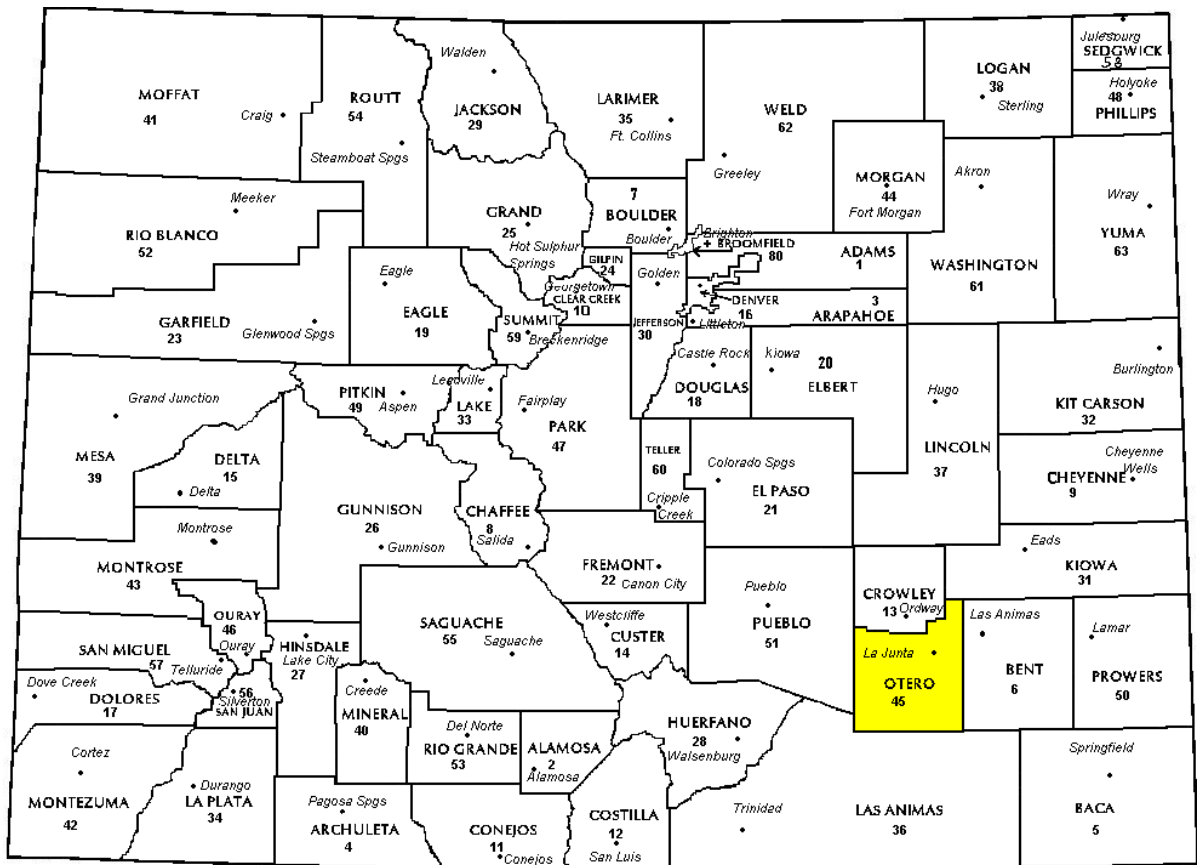 Walden
JACKSON
29
MOFFAT
41
Craig
ROUTT
54
Steamboat Spgs
LARIMER
35
Ft. Collins
WELD
62
Greeley
LOGAN
38
Sterling
Julesburg
SEDGWICK
58
Holyoke
48
PHILLIPS
MORGAN
44
Fort Morgan
Akron
WASHINGTON
61
Wray
YUMA
63
Meeker
RIO BLANCO
52
GRAND
25
Hot Sulphur
Springs
7
BOULDER
Boulder
Brighton
+ BROOMFIELD
80
ADAMS
1
GILPIN
24
Golden
JEFFERSON
30
Georgetown
CLEAR CREEK
10
DENVER
16
3
ARAPAHOE
Littleton
GARFIELD
23
Glenwood Spgs
Eagle
EAGLE
19
SUMMIT
59
Breckenridge
Castle Rock
DOUGLAS
18
Kiowa
20
ELBERT
Hugo
LINCOLN
37
Burlington
KIT CARSON
32
Grand Junction
MESA
39
PITKIN
49
Aspen
Leadville
LAKE
33
Fairplay
PARK
47
DELTA
15
Delta
GUNNISON
26
Gunnison
CHAFFEE
8
Salida
TELLER
60
Cripple
Creek
Colorado Spgs
EL PASO
21
Cheyenne
Wells
CHEYENNE
9
Montrose
MONTROSE
43
FREMONT
22
Canon City
Eads
KIOWA
31
OURAY
46
Ouray
HINSDALE
Lake City
27
SAGUACHE
55
Saguache
Westcliffe
CUSTER
14
Pueblo
PUEBLO
51
CROWLEY
13
Ordway
La Junta
OTERO
45
Las Animas
BENT
6
Lamar
PROWERS
50
SAN MIGUEL
57
Telluride
Dove Creek
DOLORES
17
56
Silverton
SAN JUAN
Creede
MINERAL
40
Del Norte
RIO GRANDE
53
ALAMOSA
2
Alamosa
HUERFANO
28
Walsenburg
Cortez
MONTEZUMA
42
Durango
LA PLATA
34
Pagosa Spgs
ARCHULETA
4
CONEJOS
11
Conejos
COSTILLA
12
San Luis
Trinidad
LAS ANIMAS
36
Springfield
BACA
5